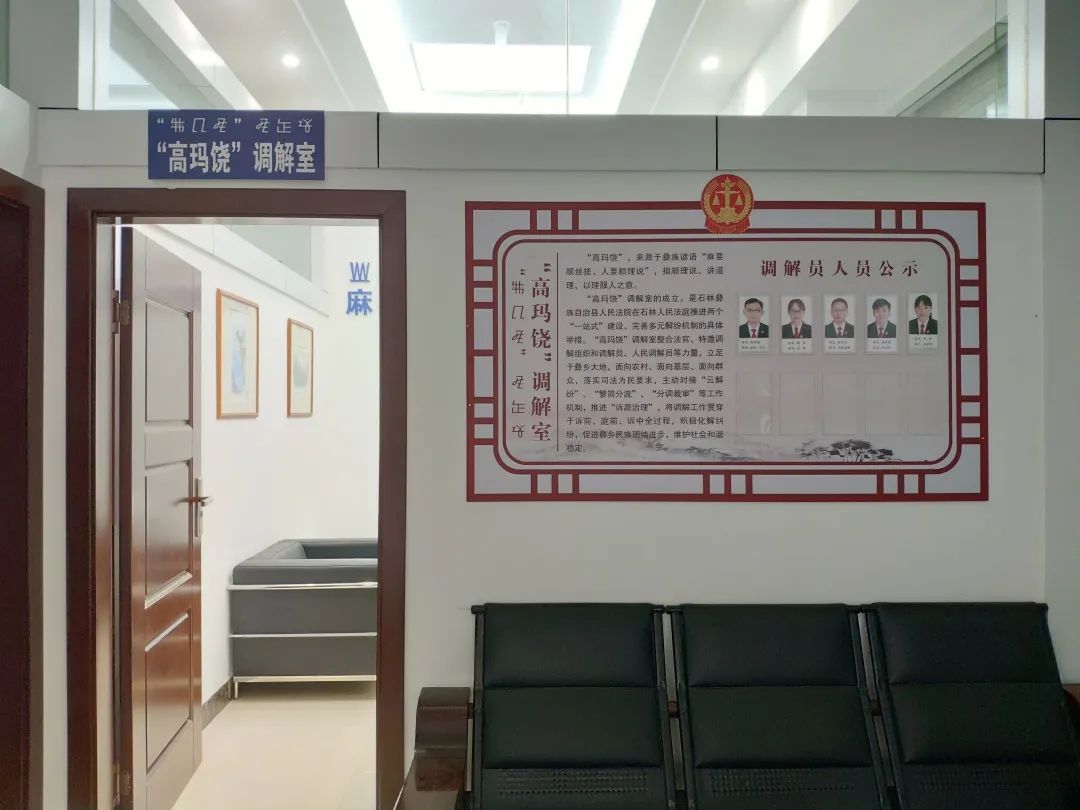 “高玛饶”调解室
麻
“高玛饶”调解室
“高玛饶”，来源于彝族谚语“麻要
顺丝搓，人要顺理说”，指顺理说、讲道
理、以理服人之意。
“高玛饶”调解室的成立，是石林彝
族自治县人民法院在石林人民法庭推进两个
“一站式”建设、完善多元解纷机制的具体
举措。“高玛饶”调解室整合法官、特邀调
解组织和调解员、人民调解员等力量，立足
于彝乡大地，面向农村、面向基层、面向群
众，落实司法为民要求，主动对接“云解
纷”、“繁简分流”、“分调裁审”等工作
机制，推进“诉源治理”，将调解工作贯穿
于诉前、庭前、诉中全过程，积极化解纠
纷，促进彝乡民族团结进步，维护社会和谐
稳定。
调解员人员公示